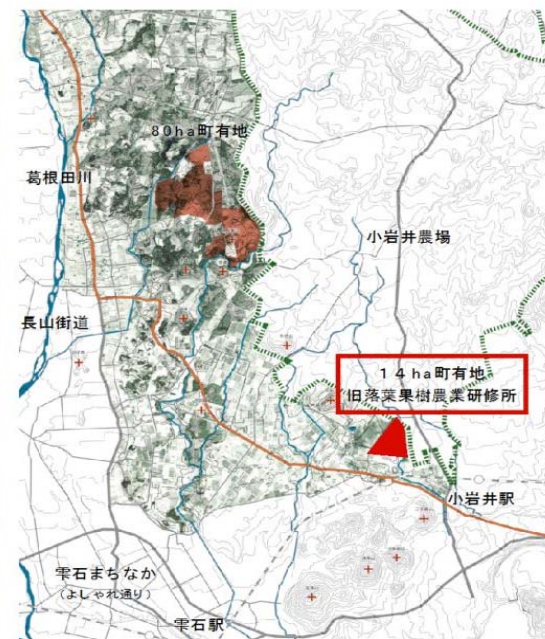 80ha町有地
葛根田川
小岩井農場
長山街道
14ha町有地
旧落葉果樹農業研修所
小岩井駅
雫石まちなか
(よしゃれ通り)
雫石駅